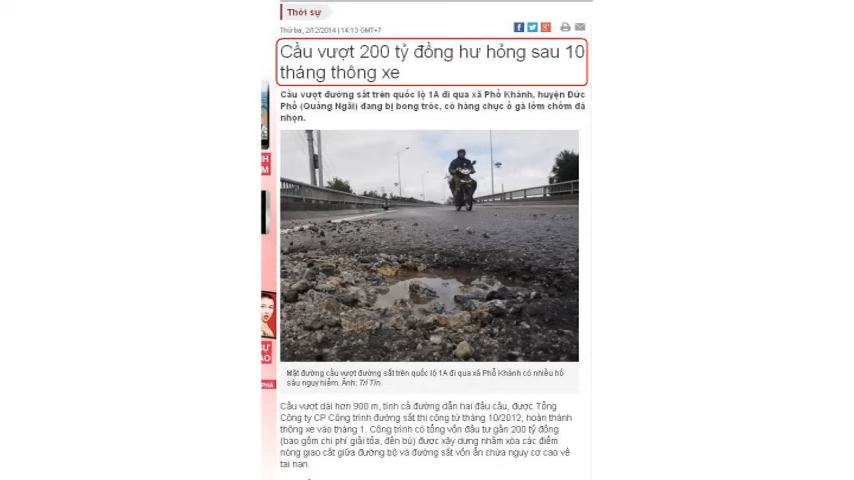 Thời sự
Thứ ba, 2/12/2014 | 14:13 GMT+7
Cầu vượt 200 tỷ đồng hư hỏng sau 10
tháng thông xe
Cầu vượt đường sắt trên quốc lộ 1A đi qua xã Phổ Khánh, huyện Đức
Phổ (Quảng Ngãi) đang bị bong tróc, có hàng chục ổ gà lởm chởm đá
nhọn.
Mặt đường cầu vượt đường sắt trên quốc lộ 1A đi qua xã Phổ Khánh có nhiều hố
sâu nguy hiểm. Ảnh: Trí Tín.
Cầu vượt dài hơn 900 m, tính cả đường dẫn hai đầu cầu, được Tổng
Công ty CP Công trình đường sắt thi công từ tháng 10/2012, hoàn thành
thông xe vào tháng 1. Công trình có tổng vốn đầu tư gần 200 tỷ đồng
(bao gồm chi phí giải tỏa, đền bù) được xây dựng nhằm xóa các điểm
nóng giao cắt giữa đường bộ và đường sắt vốn ẩn chứa nguy cơ cao về
tai nạn.